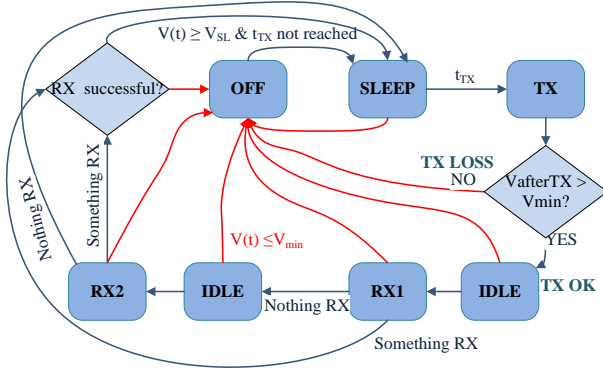 V(t) ≥ V_SL & t_TX not reached
RX successful?
OFF
SLEEP
t_TX
TX
TX LOSS
NO
VafterTX >
Vmin?
YES
TX OK
Nothing RX
Something RX
V(t) ≤V_min
RX2
IDLE
Nothing RX
RX1
IDLE
Something RX